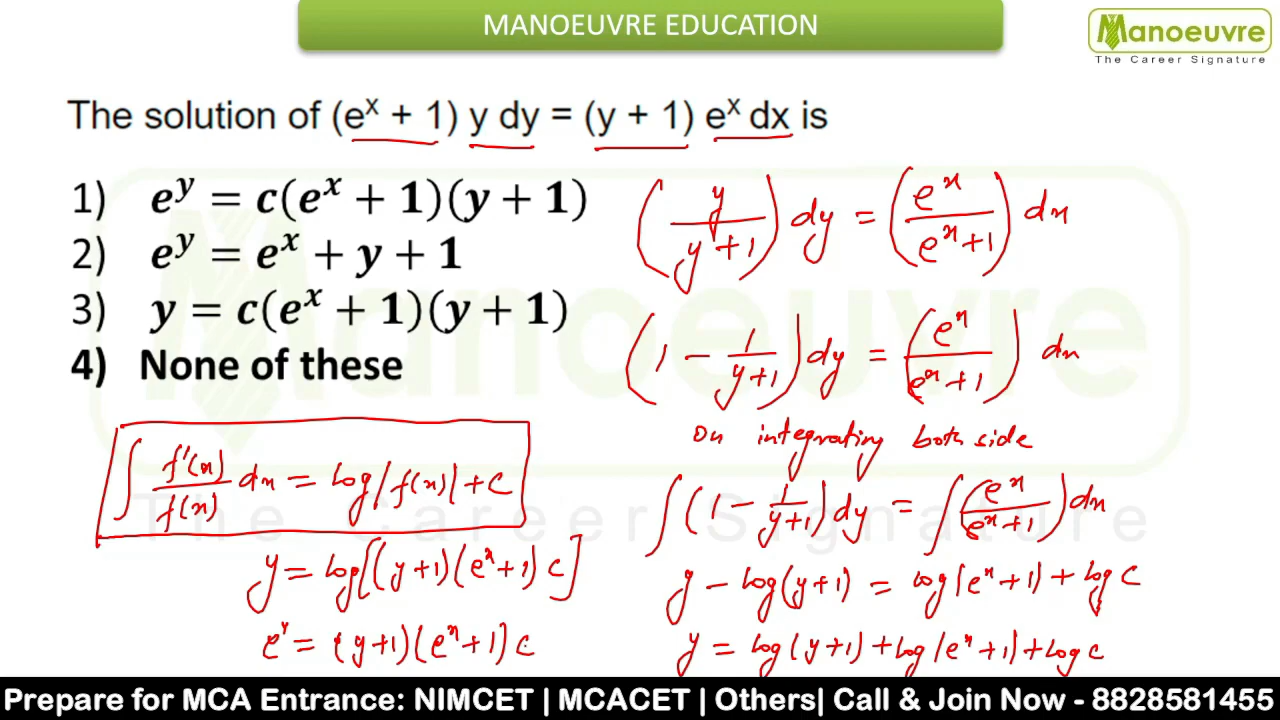 MANOEUVRE EDUCATION
Manoeuvre
The Career Signature
The solution of (eˣ + 1) y dy = (y + 1) eˣ dx is
1) eʸ = c(eˣ + 1)(y + 1)
2) eʸ = eˣ + y + 1
3) y = c(eˣ + 1)(y + 1)
4) None of these
(y/(y+1)) dy = (eˣ/(eˣ+1)) dx
(1 − 1/(y+1)) dy = (eˣ/(eˣ+1)) dx
on integrating both side
∫ (1 − 1/(y+1)) dy = ∫ (eˣ/(eˣ+1)) dx
y − log(y+1) = log(eˣ+1) + log c
y = log(y+1) + log(eˣ+1) + log c
∫ f'(x)/f(x) dx = log|f(x)| + c
y = log[(y+1)(eˣ+1) c]
eʸ = (y+1)(eˣ+1) c
Manoeuvre
The Career Signature
Prepare for MCA Entrance: NIMCET | MCACET | Others| Call & Join Now - 8828581455